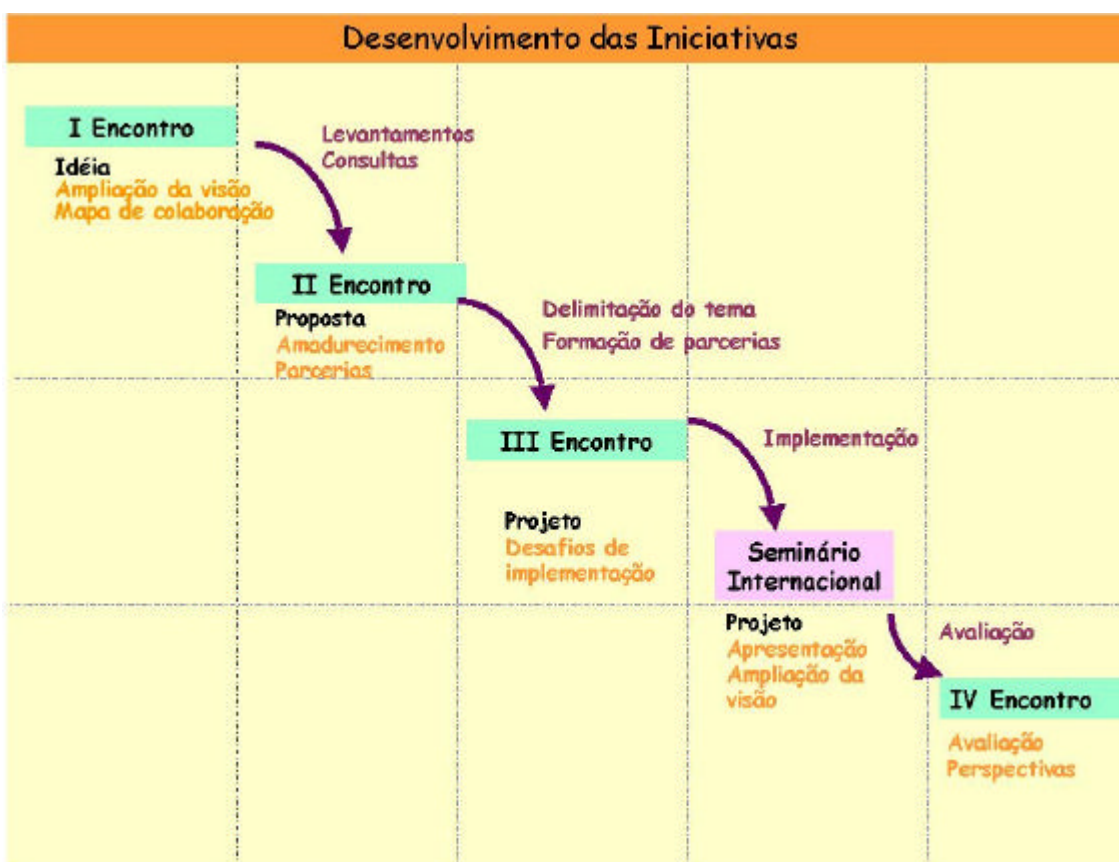 Desenvolvimento das Iniciativas
I Encontro
Idéia
Ampliação da visão
Mapa de colaboração
Levantamentos
Consultas
II Encontro
Proposta
Amadurecimento
Parcerias
Delimitação do tema
Formação de parcerias
III Encontro
Projeto
Desafios de
implementação
Implementação
Seminário
Internacional
Projeto
Apresentação
Ampliação da
visão
Avaliação
IV Encontro
Avaliação
Perspectivas